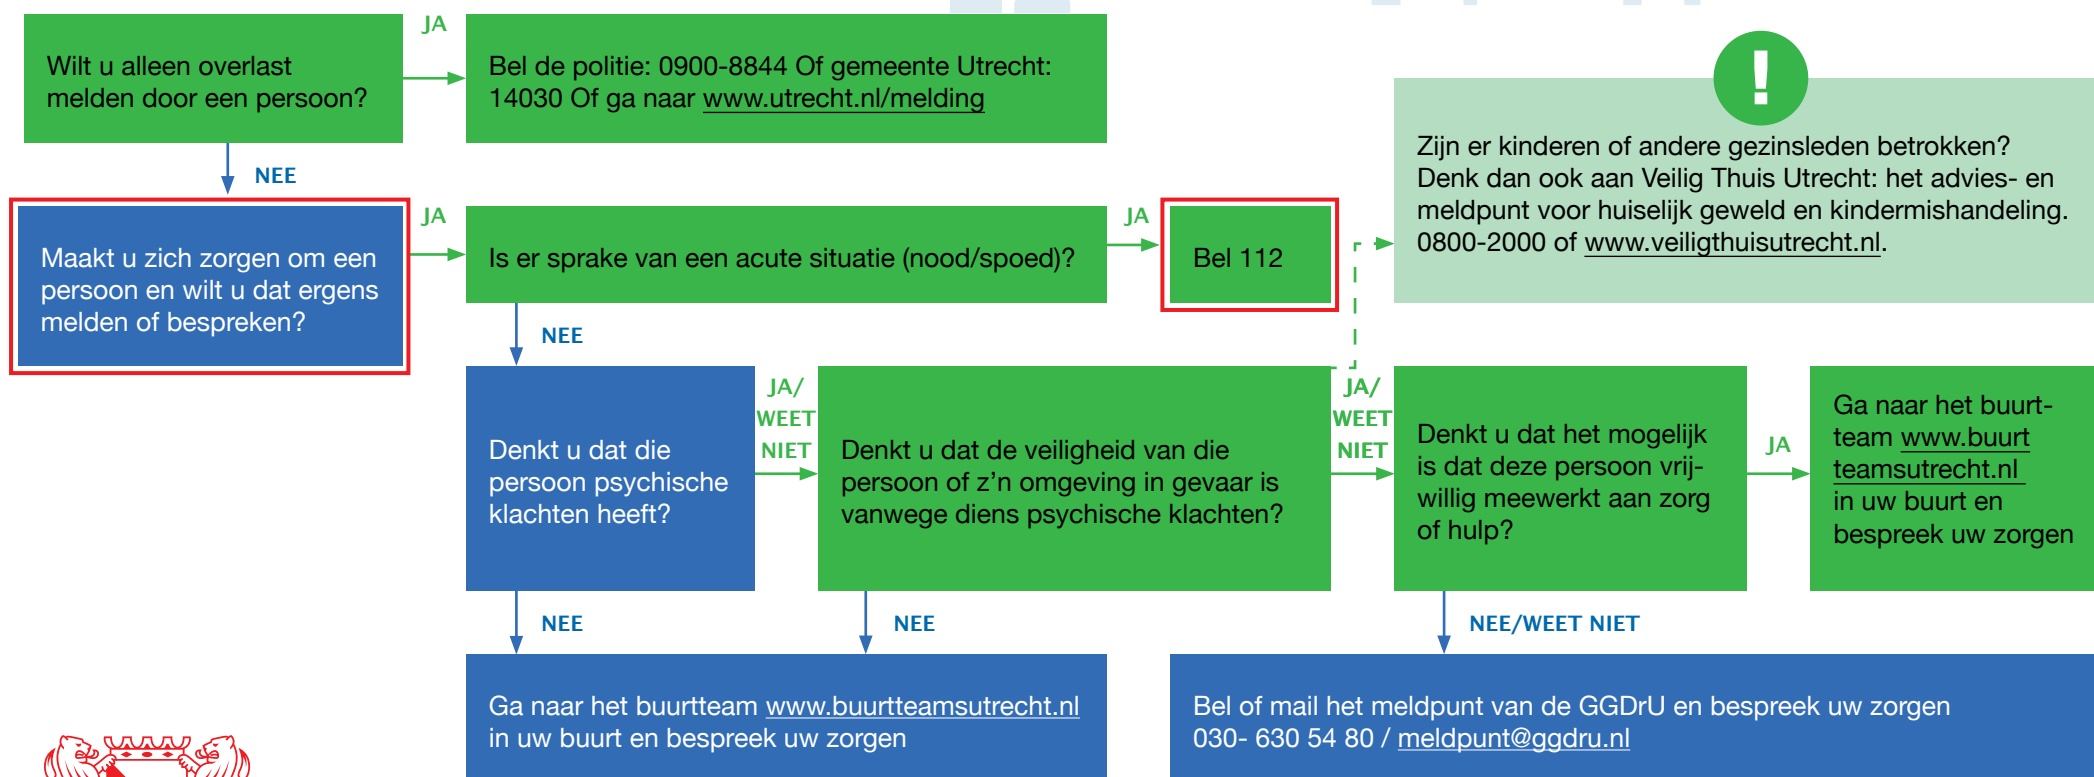 JA
Wilt u alleen overlast
melden door een persoon?
Bel de politie: 0900-8844 Of gemeente Utrecht:
14030 Of ga naar www.utrecht.nl/melding
!
Zijn er kinderen of andere gezinsleden betrokken?
Denk dan ook aan Veilig Thuis Utrecht: het advies- en
meldpunt voor huiselijk geweld en kindermishandeling.
0800-2000 of www.veiligthuisutrecht.nl.
NEE
Maakt u zich zorgen om een
persoon en wilt u dat ergens
melden of bespreken?
JA
Is er sprake van een acute situatie (nood/spoed)?
JA
Bel 112
NEE
Denkt u dat die
persoon psychische
klachten heeft?
JA/
WEET
NIET
Denkt u dat de veiligheid van die
persoon of z'n omgeving in gevaar is
vanwege diens psychische klachten?
JA/
WEET
NIET
Denkt u dat het mogelijk
is dat deze persoon vrij-
willig meewerkt aan zorg
of hulp?
JA
Ga naar het buurt-
team www.buurt
teamsutrecht.nl
in uw buurt en
bespreek uw zorgen
NEE
NEE
NEE/WEET NIET
Ga naar het buurtteam www.buurtteamsutrecht.nl
in uw buurt en bespreek uw zorgen
Bel of mail het meldpunt van de GGDrU en bespreek uw zorgen
030- 630 54 80 / meldpunt@ggdru.nl